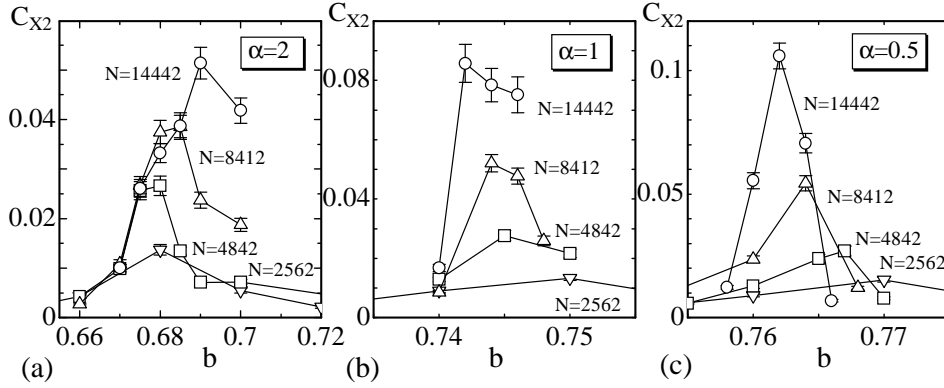 C_X2
α=2
N=14442
0.04
N=8412
0.02
N=4842
N=2562
0
0.66 0.68 0.7 0.72
(a)
b
C_X2
α=1
0.08
N=14442
N=8412
0.04
N=4842
N=2562
0
0.74 0.75
(b)
b
C_X2
α=0.5
0.1
N=14442
N=8412
0.05
N=4842
N=2562
0
0.76 0.77
(c)
b